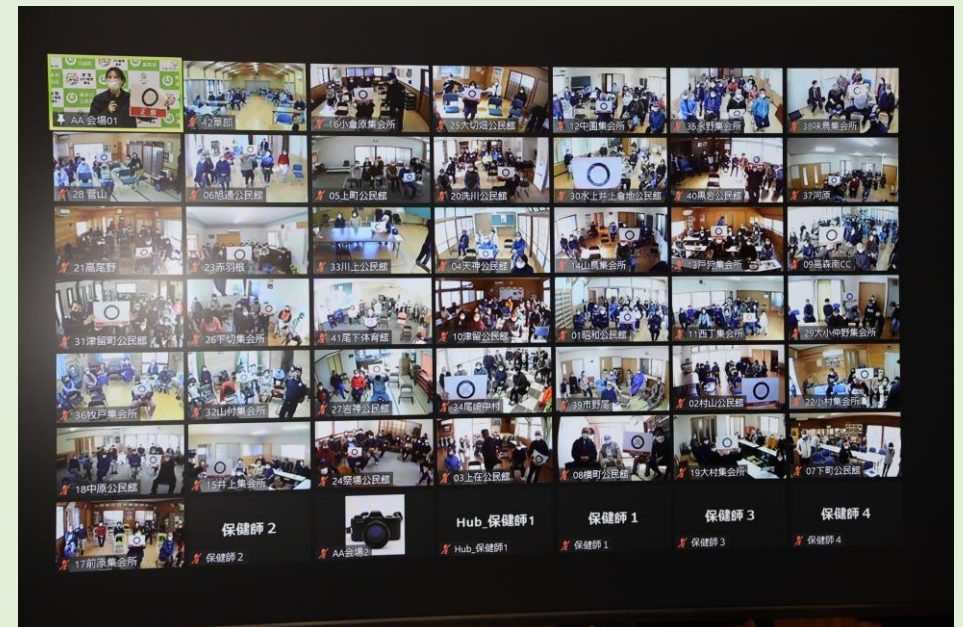 AA 会場01
正解
42草部
16小倉原集会所
25大切畑公民館
12中園集会所
35永野集会所
38味鳥集会所
28 菅山
06旭通公民館
05上町公民館
20洗川公民館
30水上井上倉地公民館
40黒岩公民館
37河原
21高尾野
23赤羽根
33川上公民館
04天神公民館
14山鳥集会所
13戸狩集会所
09高森南CC
31津留町公民館
26下切集会所
41尾下体育館
10津留公民館
01昭和公民館
11西丁集会所
29大小仲野集会所
36牧戸集会所
32山付集会所
27岩神公民館
34尾崎中村
39市野尾
02村山公民館
22小村集会所
18中原公民館
15井上集会所
24祭場公民館
03上在公民館
08横町公民館
19大村集会所
07下町公民館
17前原集会所
保健師 2
保健師 2
AA会場2
Hub_保健師1
Hub_保健師1
保健師 1
保健師 1
保健師 3
保健師 3
保健師 4
保健師 4